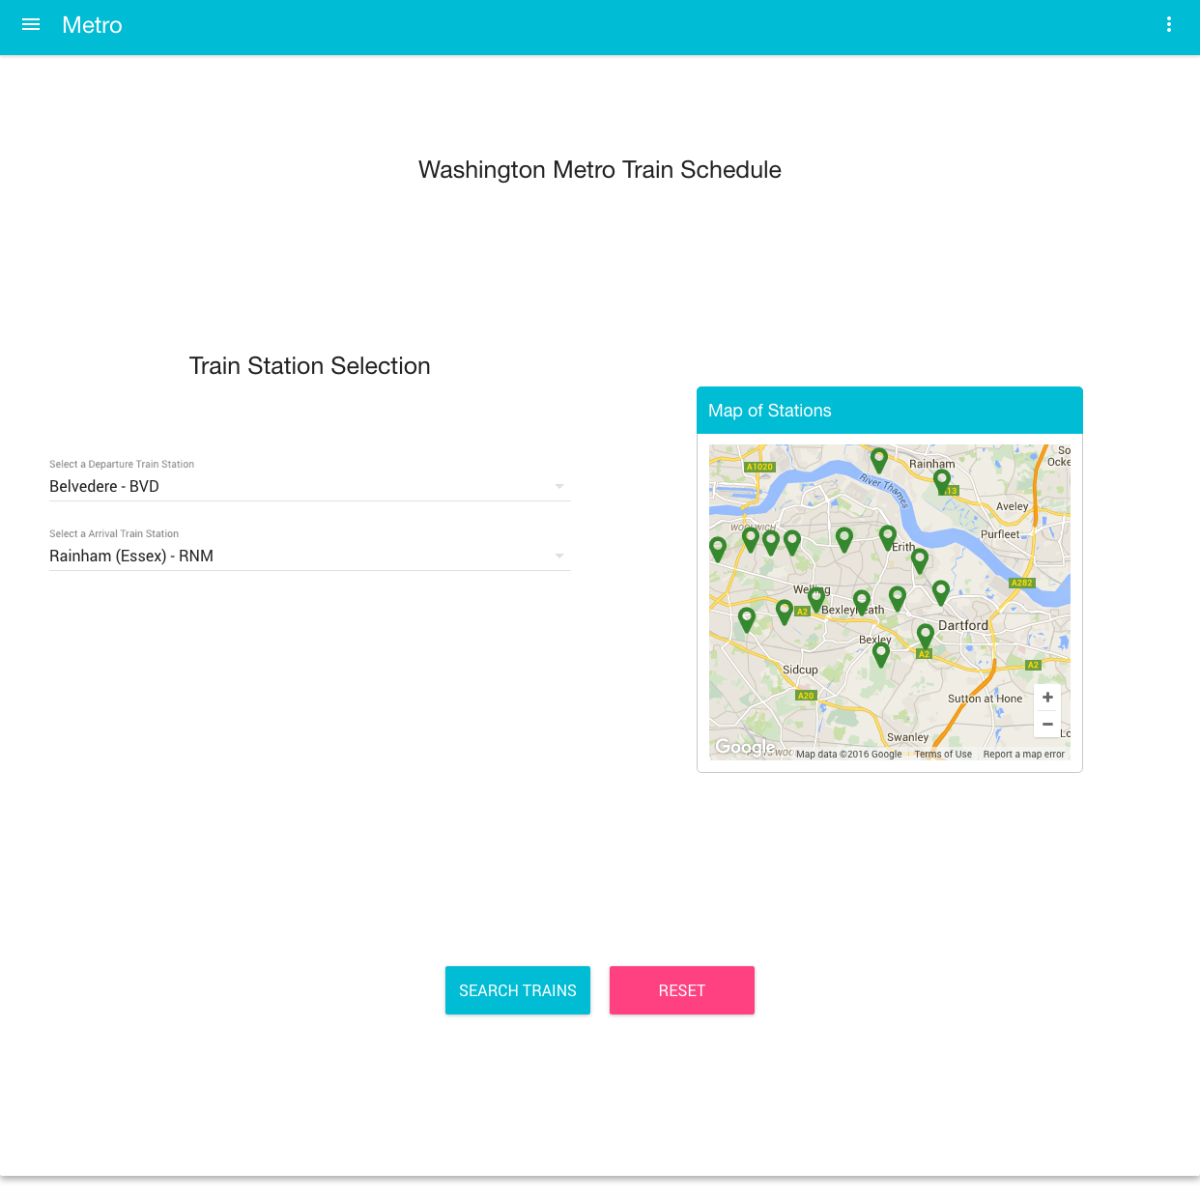 Metro
Washington Metro Train Schedule
Train Station Selection
Select a Departure Train Station
Belvedere - BVD
Select a Arrival Train Station
Rainham (Essex) - RNM
Map of Stations
So
Ocke
A1020
Rainham
River Thames
A13
Aveley
WOOLWICH
Purfleet
Erith
A282
Welling
A2
Bexleyheath
Dartford
Bexley
A2
A2
Sidcup
A20
Sutton at Hone
+
−
Swanley
Google
Map data ©2016 Google
Terms of Use
Report a map error
SEARCH TRAINS
RESET